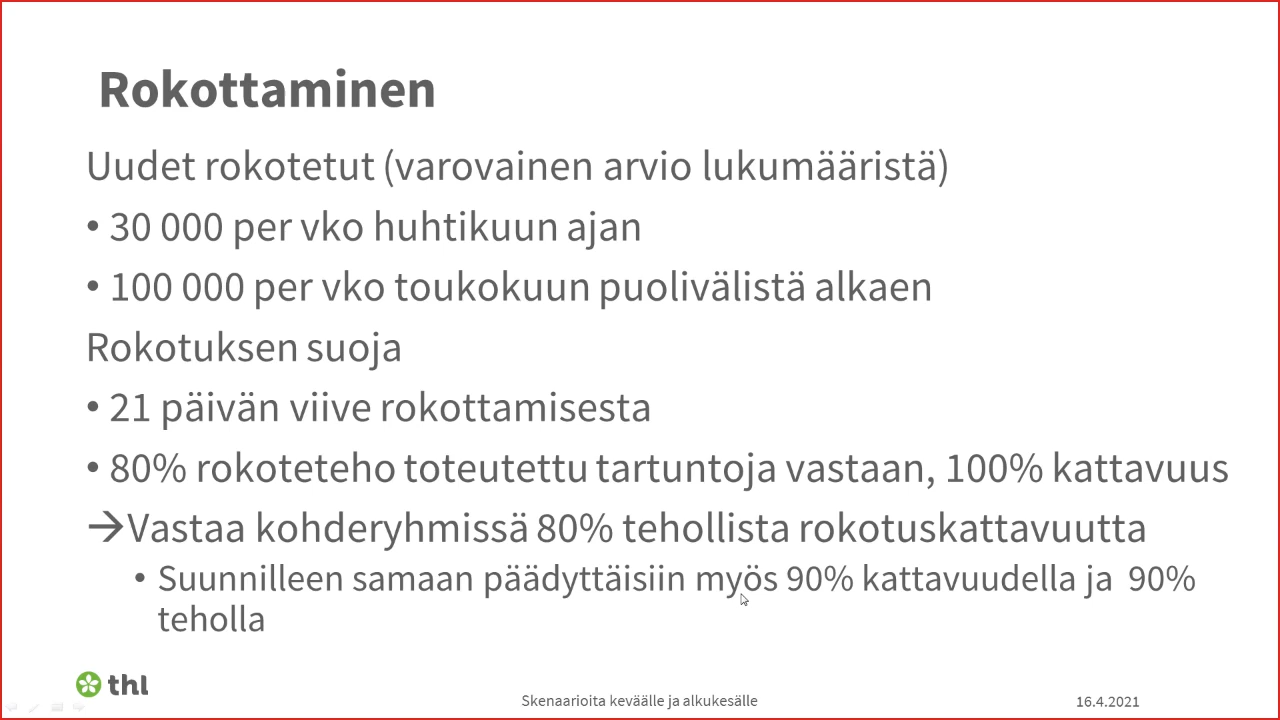 Rokottaminen
Uudet rokotetut (varovainen arvio lukumääristä)
• 30 000 per vko huhtikuun ajan
• 100 000 per vko toukokuun puolivälistä alkaen
Rokotuksen suoja
• 21 päivän viive rokottamisesta
• 80% rokoteteho toteutettu tartuntoja vastaan, 100% kattavuus
→Vastaa kohderyhmissä 80% tehollista rokotuskattavuutta
• Suunnilleen samaan päädyttäisiin myös 90% kattavuudella ja 90%
teholla
thl
Skenaarioita keväälle ja alkukesälle
16.4.2021